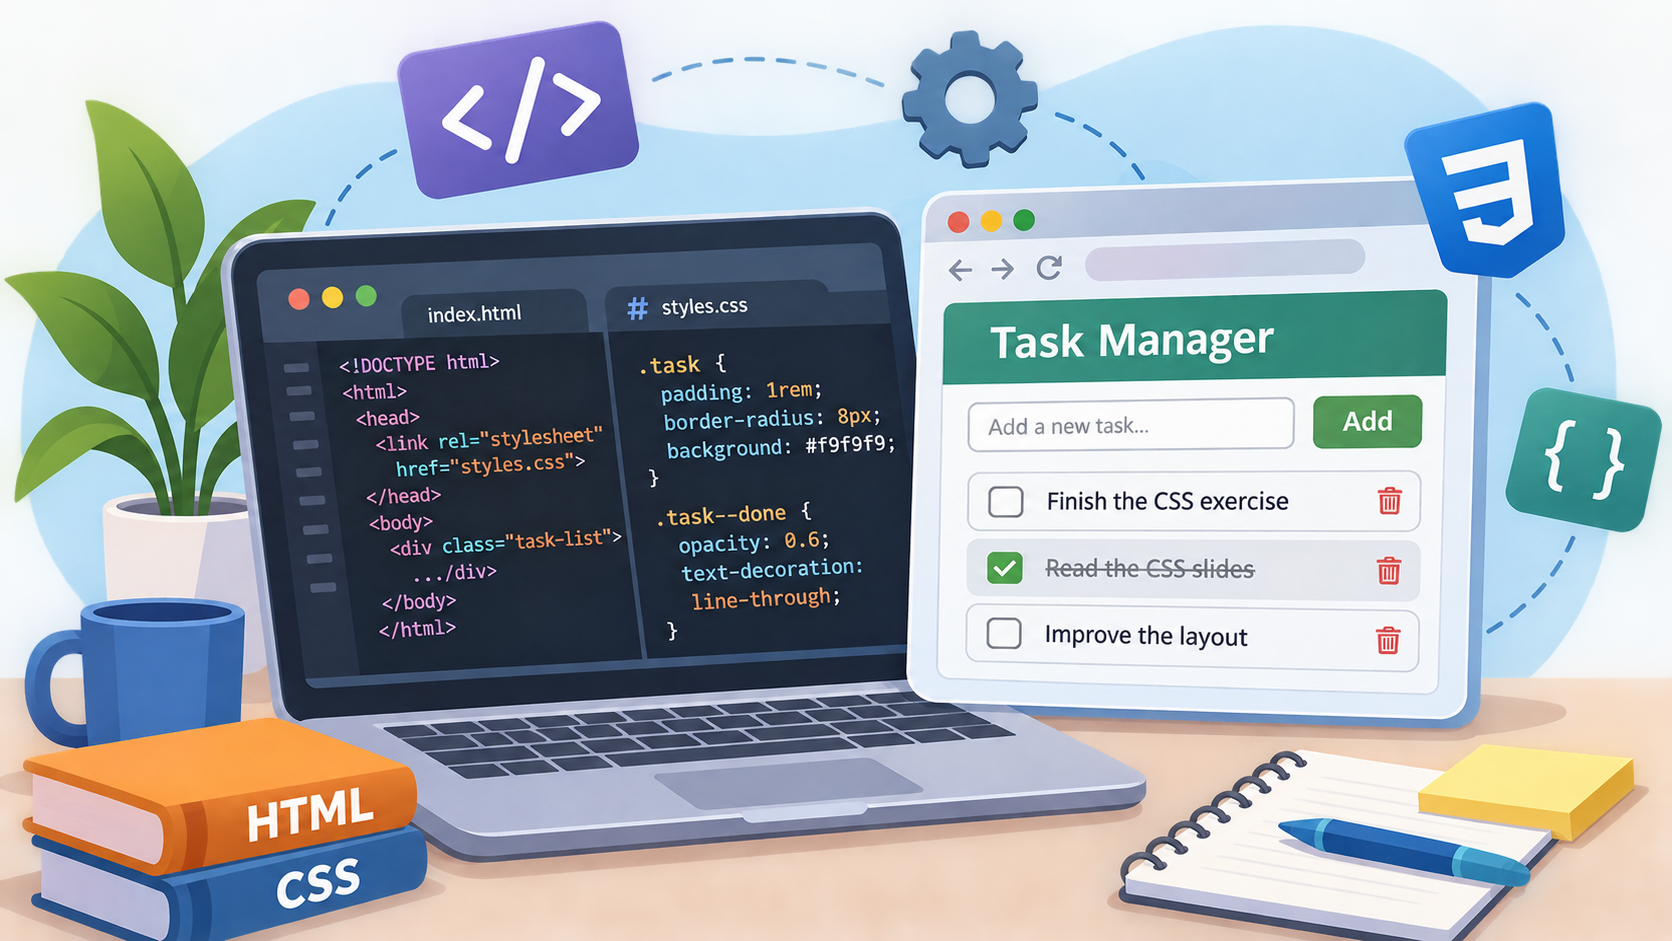 </>
index.html
<!DOCTYPE html>
<html>
<head>
<link rel="stylesheet"
href="styles.css">
</head>
<body>
<div class="task-list">
.../div>
</body>
</html>
# styles.css
.task {
padding: 1rem;
border-radius: 8px;
background: #f9f9f9;
}
.task--done {
opacity: 0.6;
text-decoration:
line-through;
}
Task Manager
Add a new task...
Add
Finish the CSS exercise
Read the CSS slides
Improve the layout
3
{ }
HTML
CSS